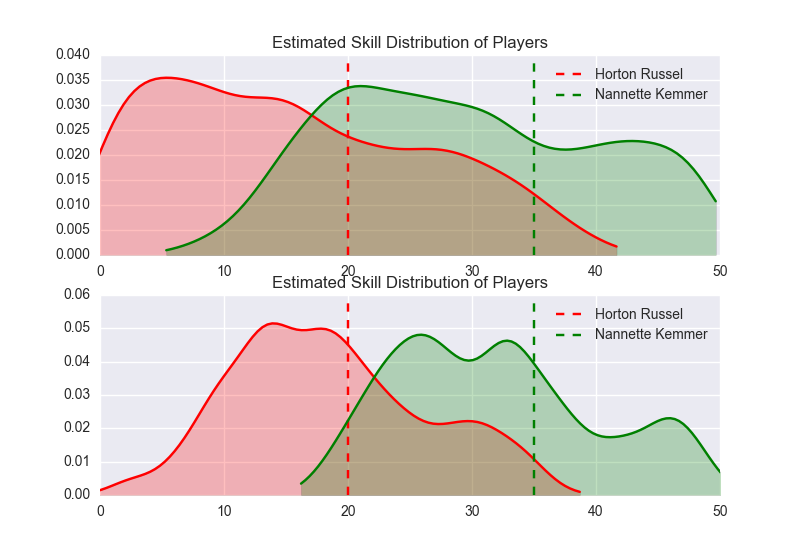 Estimated Skill Distribution of Players
0.040
0.035
0.030
0.025
0.020
0.015
0.010
0.005
0.000
Horton Russel
Nannette Kemmer
0 10 20 30 40 50
Estimated Skill Distribution of Players
0.06
0.05
0.04
0.03
0.02
0.01
0.00
Horton Russel
Nannette Kemmer
0 10 20 30 40 50